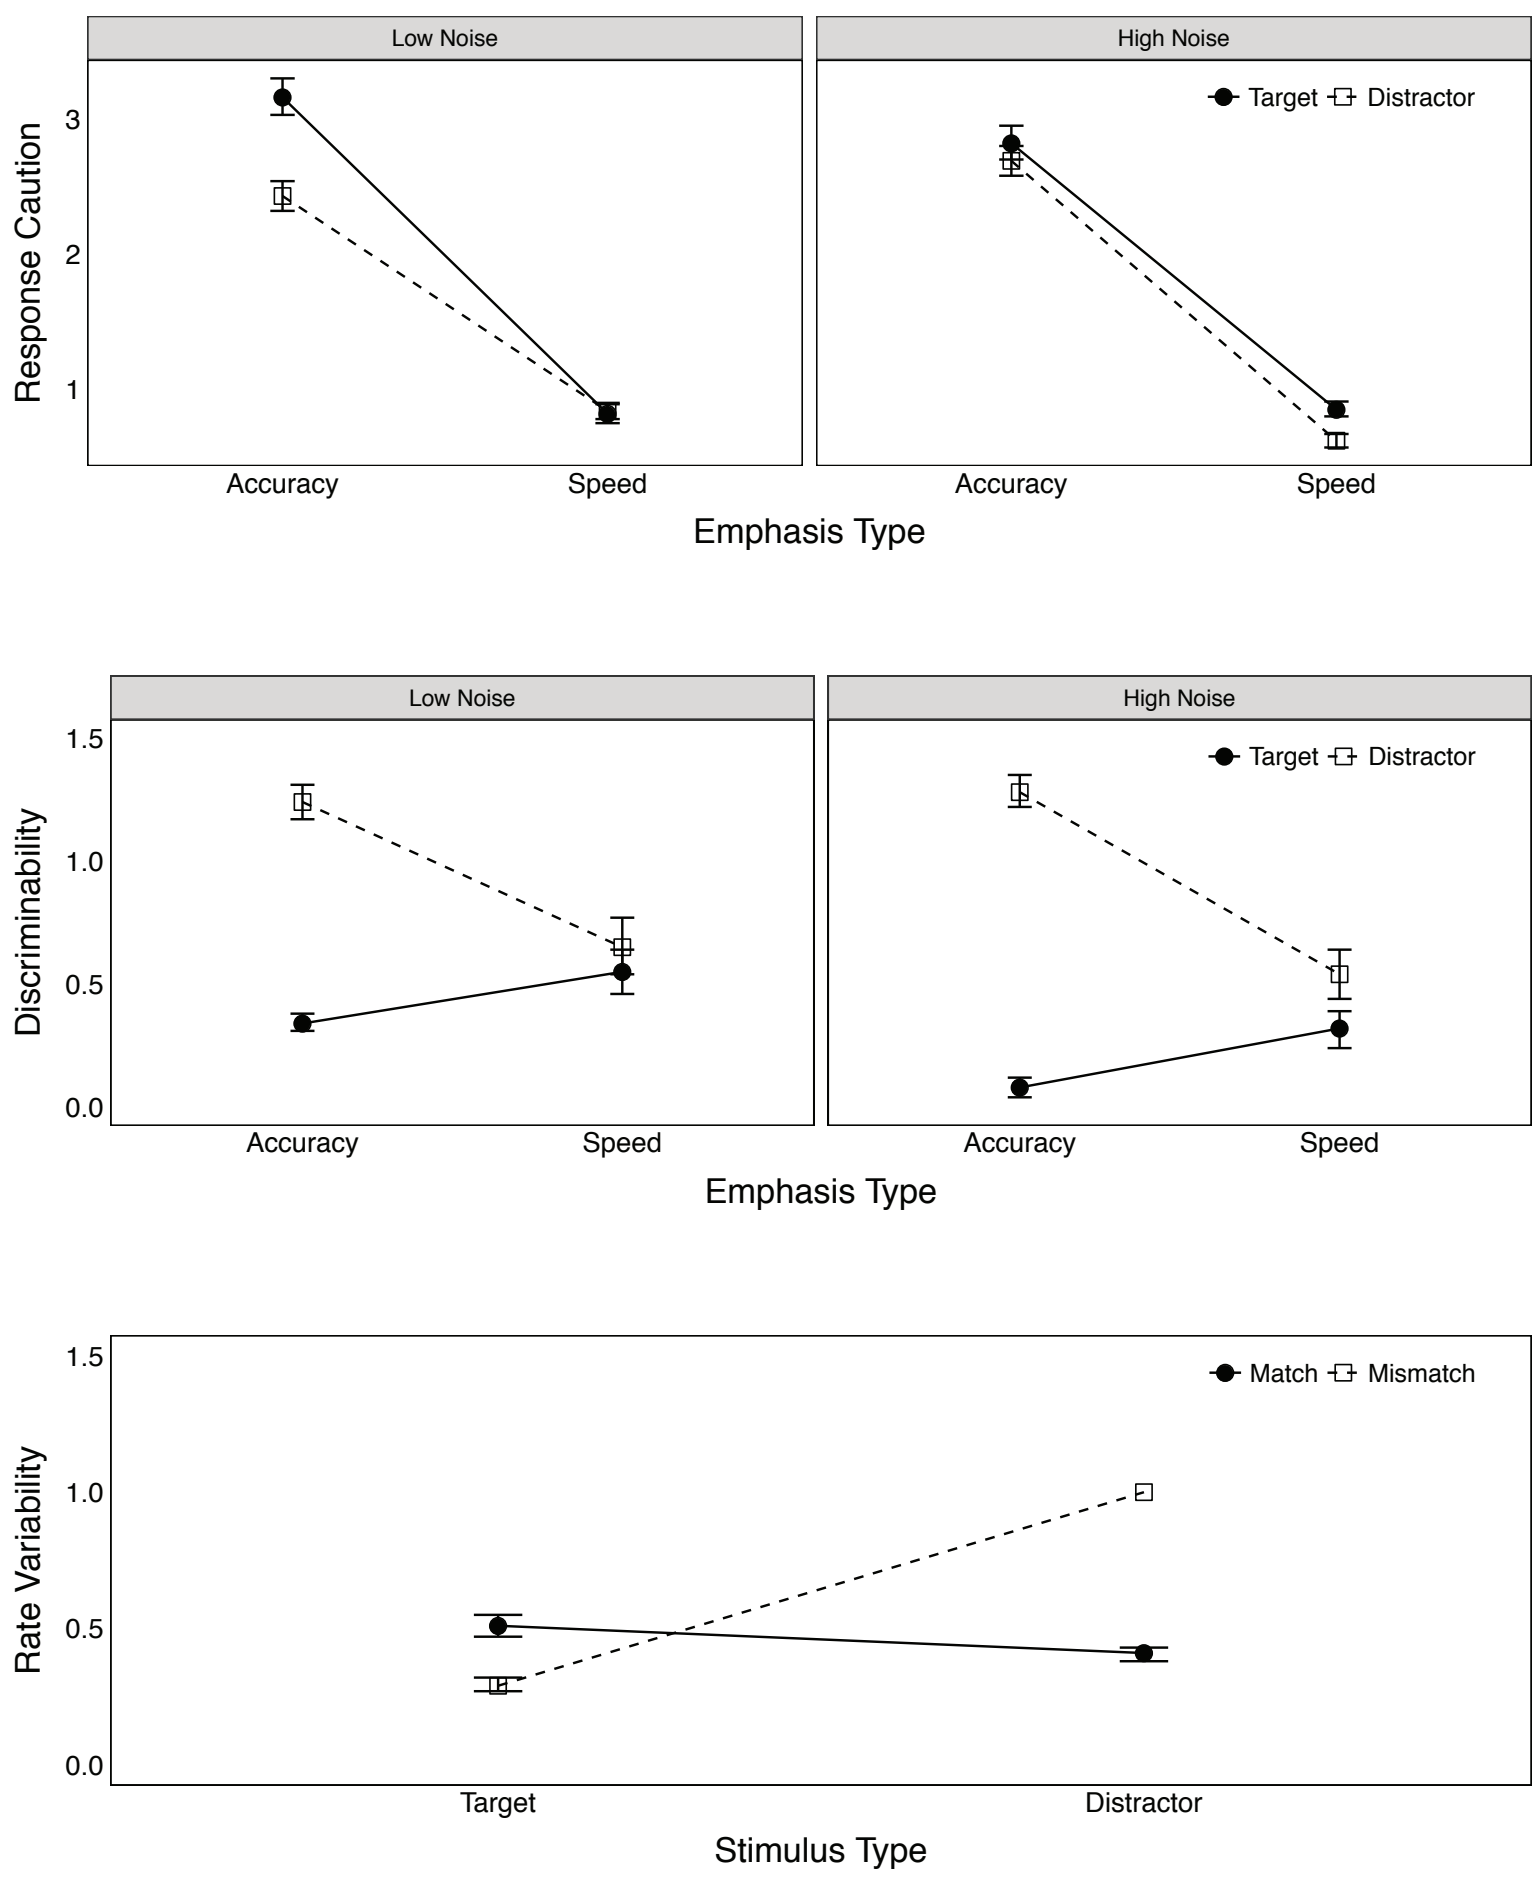 Low Noise
High Noise
Target Distractor
Response Caution
3
2
1
Accuracy Speed
Accuracy Speed
Emphasis Type
Low Noise
High Noise
Target Distractor
Discriminability
1.5
1.0
0.5
0.0
Accuracy Speed
Accuracy Speed
Emphasis Type
Match Mismatch
Rate Variability
1.5
1.0
0.5
0.0
Target Distractor
Stimulus Type